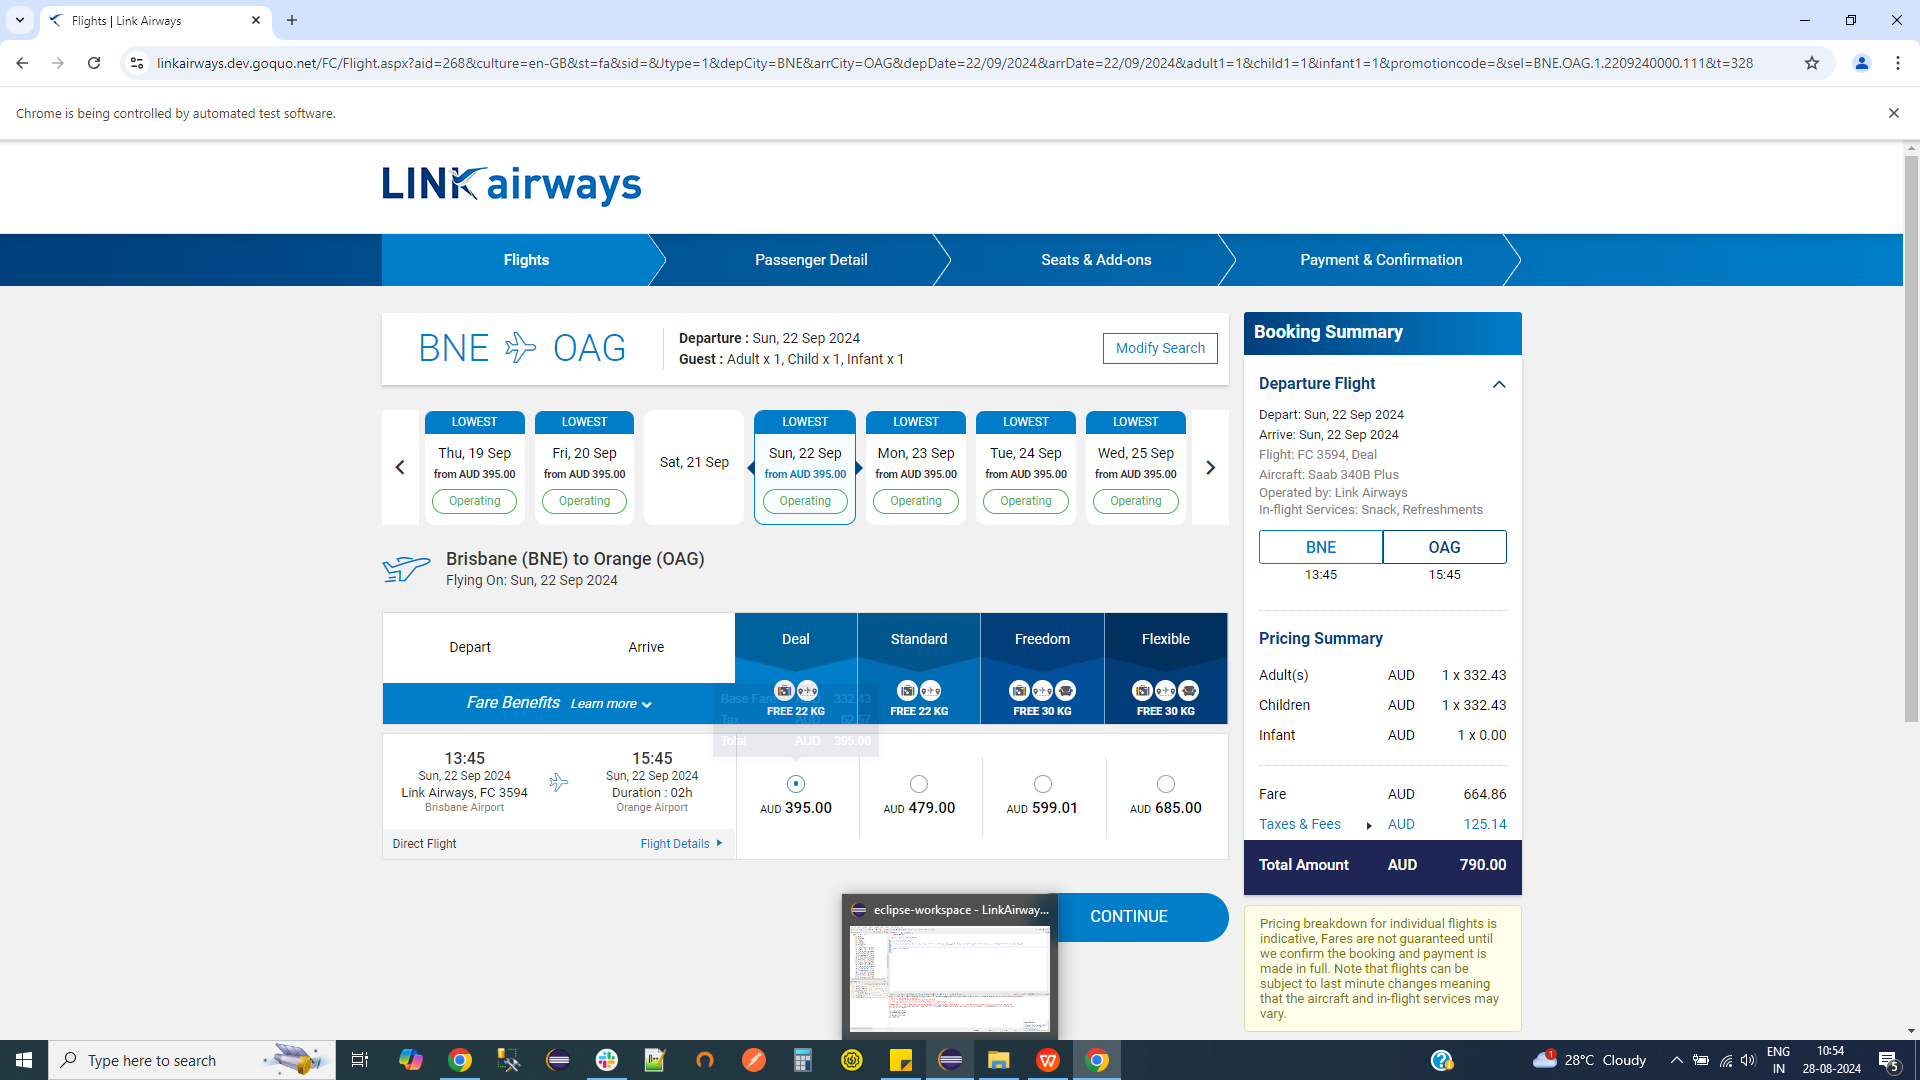 Flights | Link Airways
linkairways.dev.goquo.net/FC/Flight.aspx?aid=268&culture=en-GB&st=fa&sid=&Jtype=1&depCity=BNE&arrCity=OAG&depDate=22/09/2024&arrDate=22/09/2024&adult1=1&child1=1&infant1=1&promotioncode=&sel=BNE.OAG.1.2209240000.111&t=328
Chrome is being controlled by automated test software.
LINK airways
Flights
Passenger Detail
Seats & Add-ons
Payment & Confirmation
BNE OAG
Departure : Sun, 22 Sep 2024
Guest : Adult x 1, Child x 1, Infant x 1
Modify Search
LOWEST
Thu, 19 Sep
from AUD 395.00
Operating
LOWEST
Fri, 20 Sep
from AUD 395.00
Operating
Sat, 21 Sep
LOWEST
Sun, 22 Sep
from AUD 395.00
Operating
LOWEST
Mon, 23 Sep
from AUD 395.00
Operating
LOWEST
Tue, 24 Sep
from AUD 395.00
Operating
LOWEST
Wed, 25 Sep
from AUD 395.00
Operating
Brisbane (BNE) to Orange (OAG)
Flying On: Sun, 22 Sep 2024
Depart
Arrive
Deal
Standard
Freedom
Flexible
Fare Benefits Learn more
FREE 22 KG
FREE 22 KG
FREE 30 KG
FREE 30 KG
Base Fare AUD 332.43
Tax AUD 62.57
Total AUD 395.00
13:45
Sun, 22 Sep 2024
Link Airways, FC 3594
Brisbane Airport
15:45
Sun, 22 Sep 2024
Duration : 02h
Orange Airport
AUD 395.00
AUD 479.00
AUD 599.01
AUD 685.00
Direct Flight
Flight Details
CONTINUE
Booking Summary
Departure Flight
Depart: Sun, 22 Sep 2024
Arrive: Sun, 22 Sep 2024
Flight: FC 3594, Deal
Aircraft: Saab 340B Plus
Operated by: Link Airways
In-flight Services: Snack, Refreshments
BNE OAG
13:45 15:45
Pricing Summary
Adult(s) AUD 1 x 332.43
Children AUD 1 x 332.43
Infant 1 x 0.00
Fare AUD 664.86
Taxes & Fees AUD 125.14
Total Amount AUD 790.00
Pricing breakdown for individual flights is
indicative, Fares are not guaranteed until
we confirm the booking and payment is
made in full. Note that flights can be
subject to last minute changes meaning
that the aircraft and in-flight services may
vary.
eclipse-workspace - LinkAirway...
Type here to search
1
28°C Cloudy
ENG
IN
10:54
28-08-2024
5